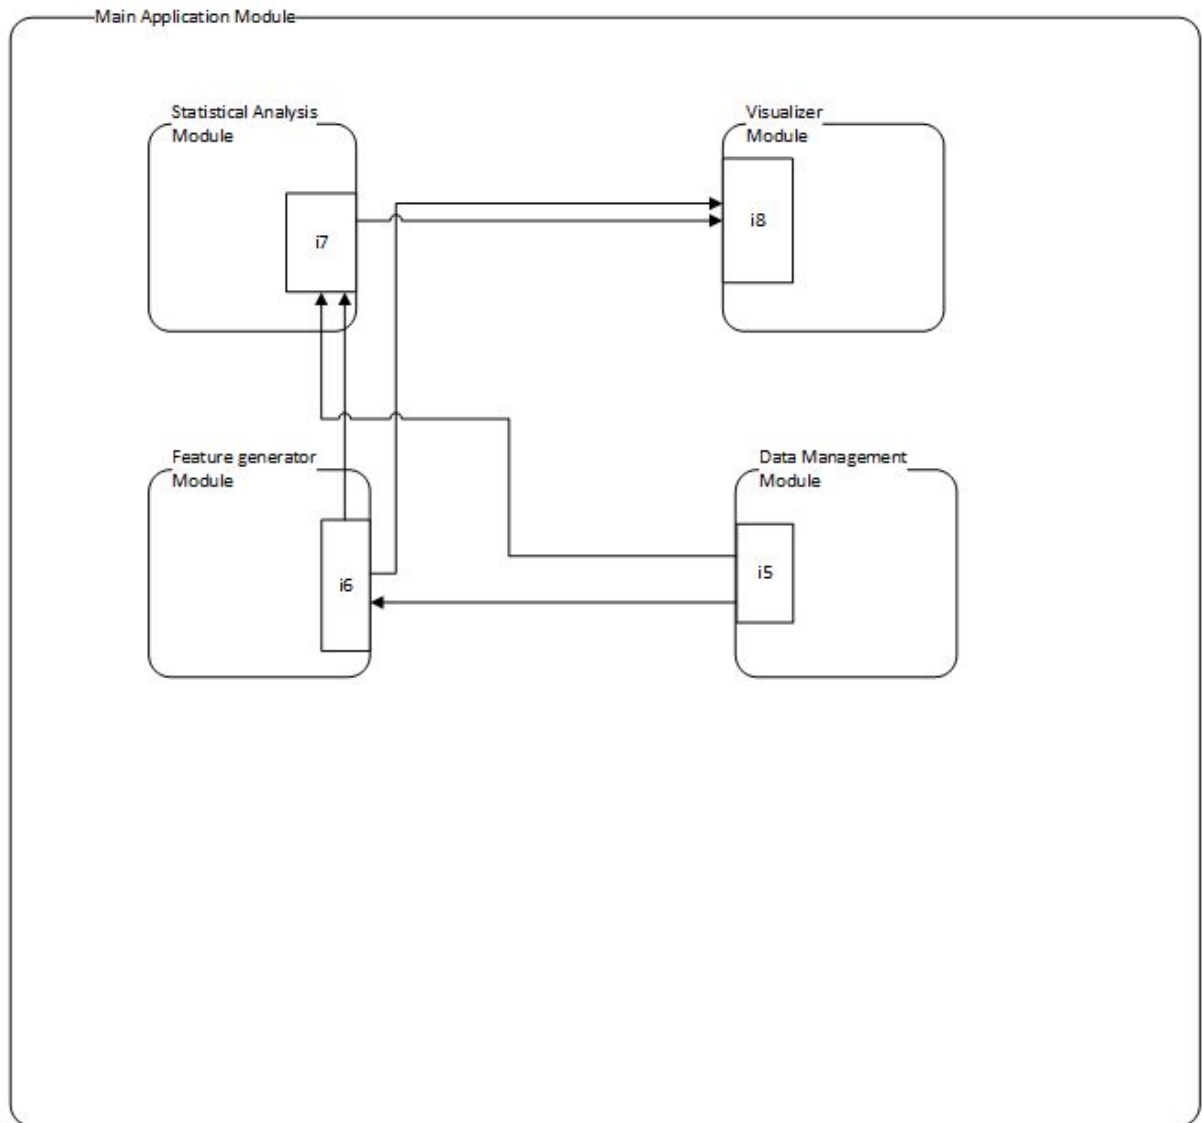 Main Application Module
Statistical Analysis
Module
Visualizer
Module
i7
i8
Feature generator
Module
Data Management
Module
i6
i5